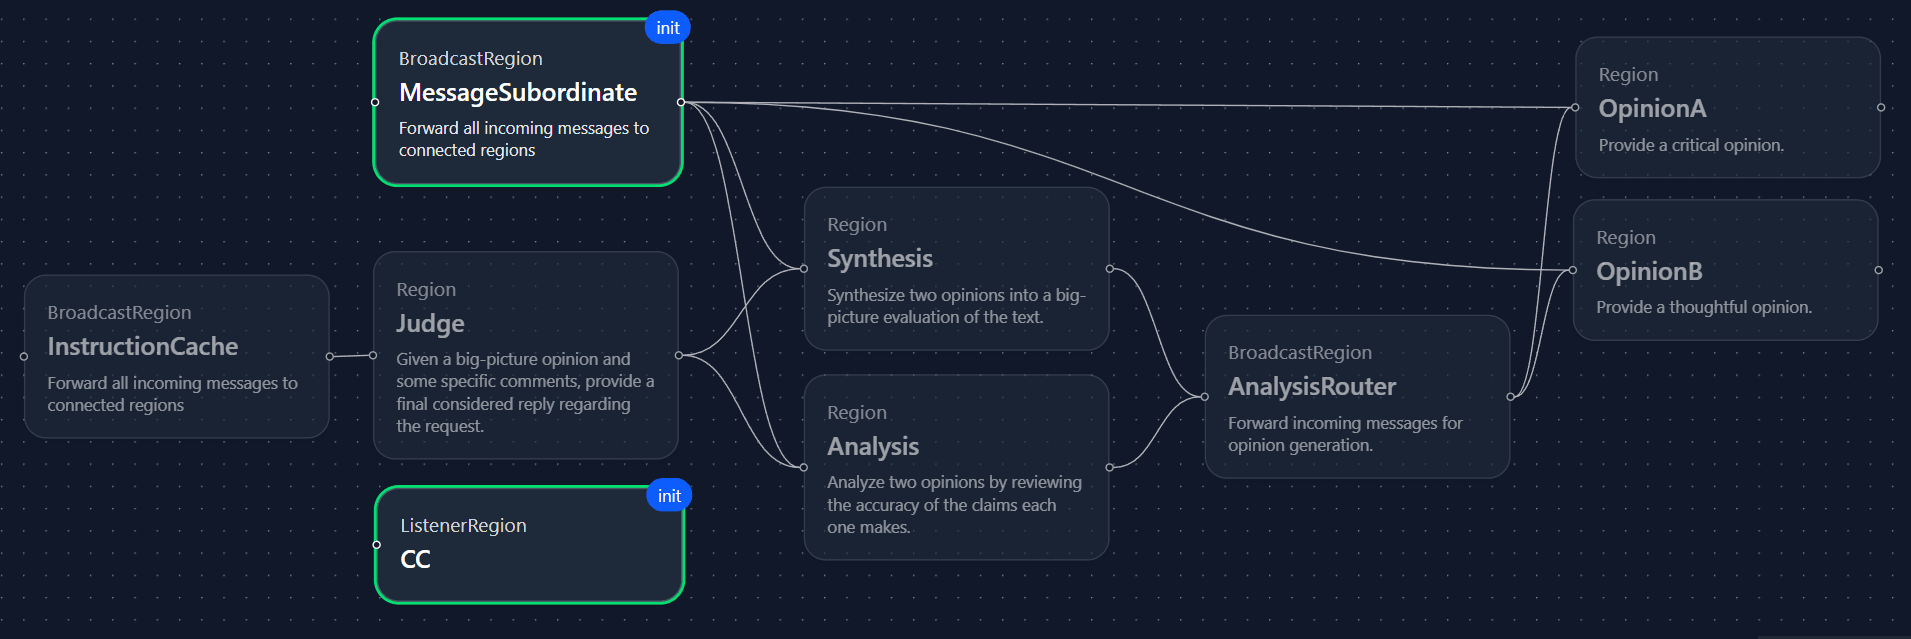 init
BroadcastRegion
MessageSubordinate
Forward all incoming messages to
connected regions
Region
OpinionA
Provide a critical opinion.
Region
Synthesis
Synthesize two opinions into a big-
picture evaluation of the text.
Region
OpinionB
Provide a thoughtful opinion.
BroadcastRegion
InstructionCache
Forward all incoming messages to
connected regions
Region
Judge
Given a big-picture opinion and
some specific comments, provide a
final considered reply regarding
the request.
BroadcastRegion
AnalysisRouter
Forward incoming messages for
opinion generation.
Region
Analysis
Analyze two opinions by reviewing
the accuracy of the claims each
one makes.
init
ListenerRegion
CC